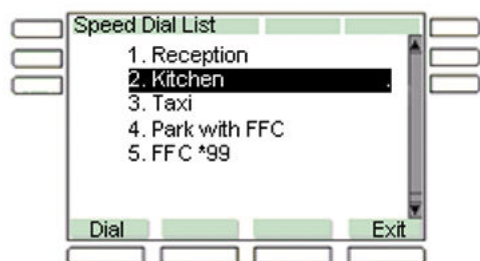 Speed Dial List
1. Reception
2. Kitchen
3. Taxi
4. Park with FFC
5. FFC *99
Dial Exit